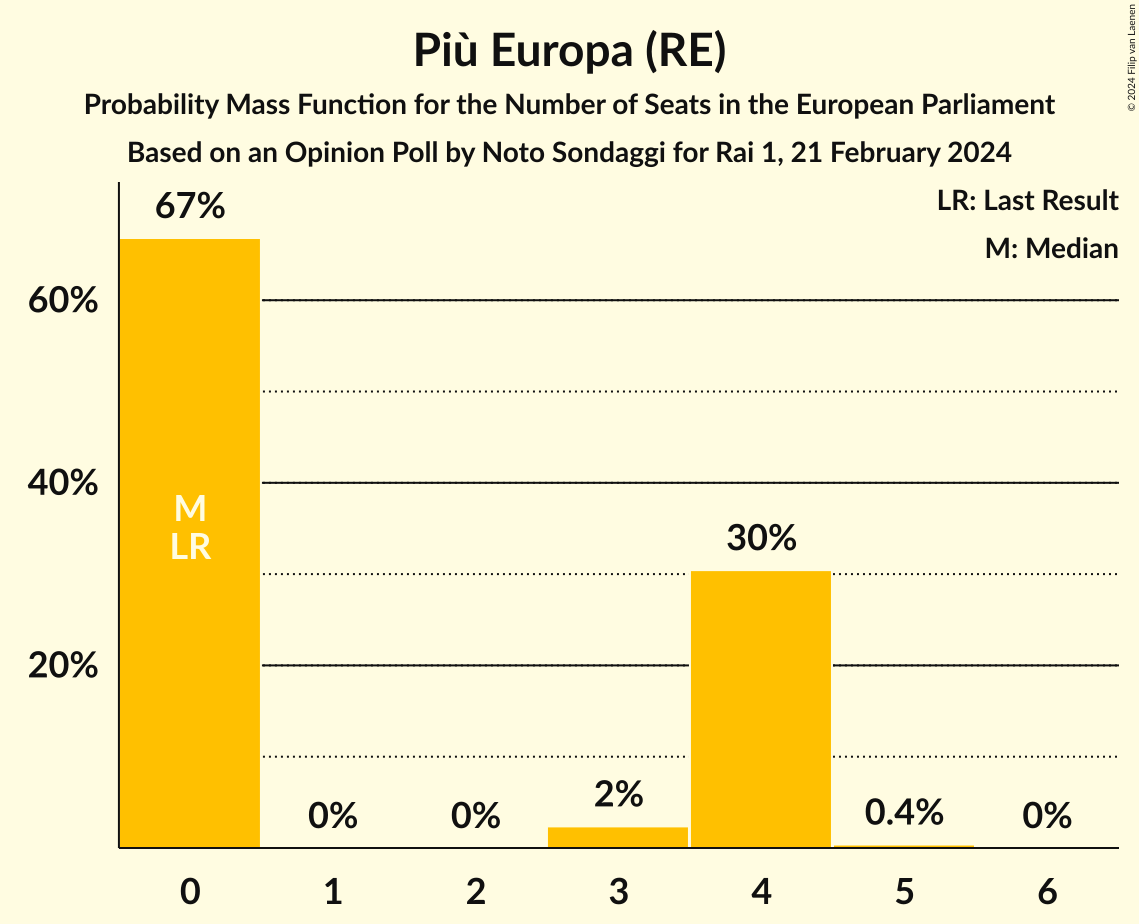 Più Europa (RE)
Probability Mass Function for the Number of Seats in the European Parliament
Based on an Opinion Poll by Noto Sondaggi for Rai 1, 21 February 2024
© 2024 Filip van Laenen
LR: Last Result
M: Median
67%
60%
40%
20%
M
LR
0%
0%
2%
30%
0.4%
0%
0
1
2
3
4
5
6